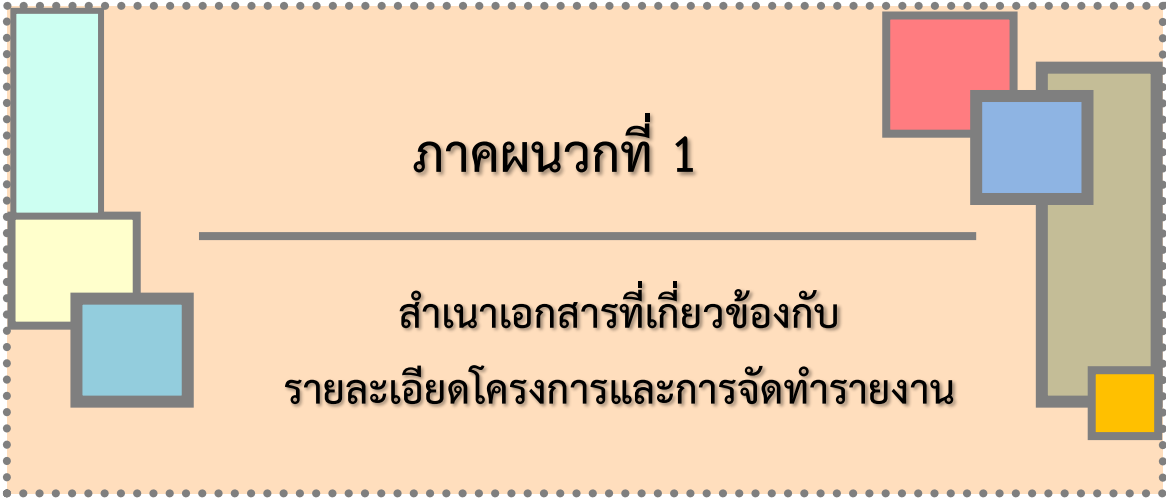 ภาคผนวกที่ 1
สำเนาเอกสารที่เกี่ยวข้องกับ
รายละเอียดโครงการและการจัดทำรายงาน